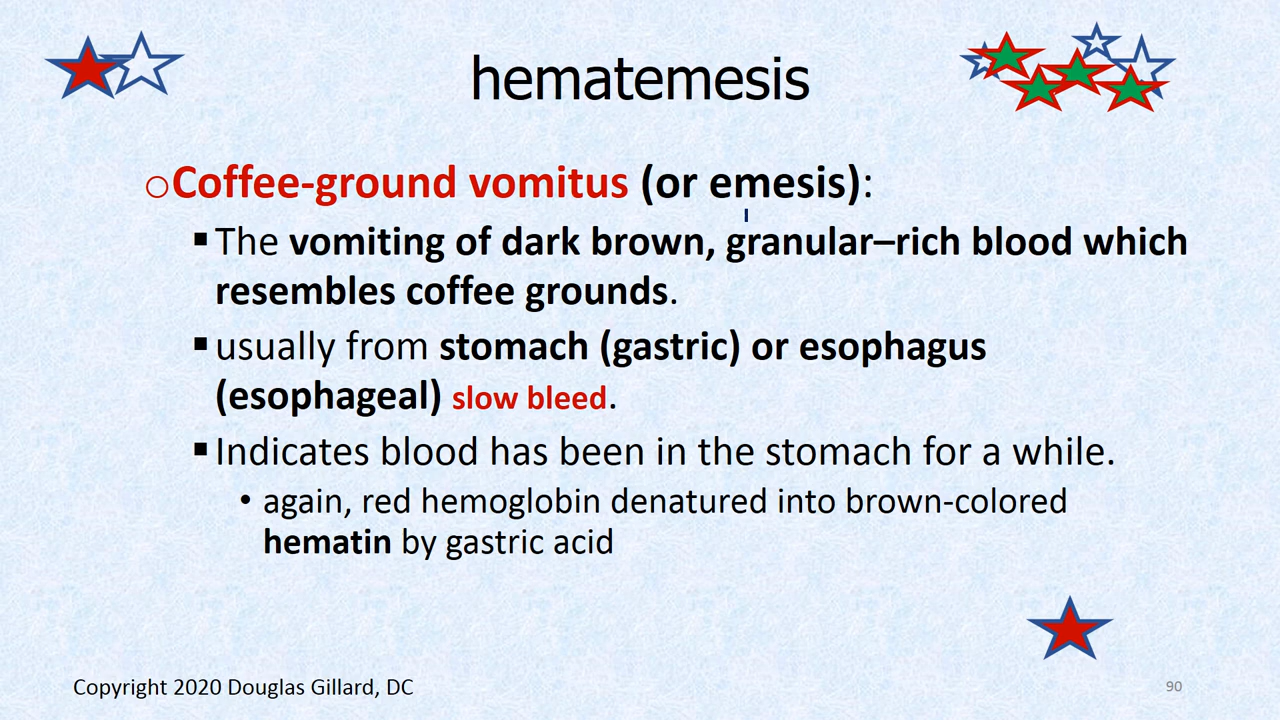 hematemesis
○Coffee-ground vomitus (or emesis):
▪The vomiting of dark brown, granular–rich blood which
resembles coffee grounds.
▪usually from stomach (gastric) or esophagus
(esophageal) slow bleed.
▪Indicates blood has been in the stomach for a while.
• again, red hemoglobin denatured into brown-colored
hematin by gastric acid
Copyright 2020 Douglas Gillard, DC
90